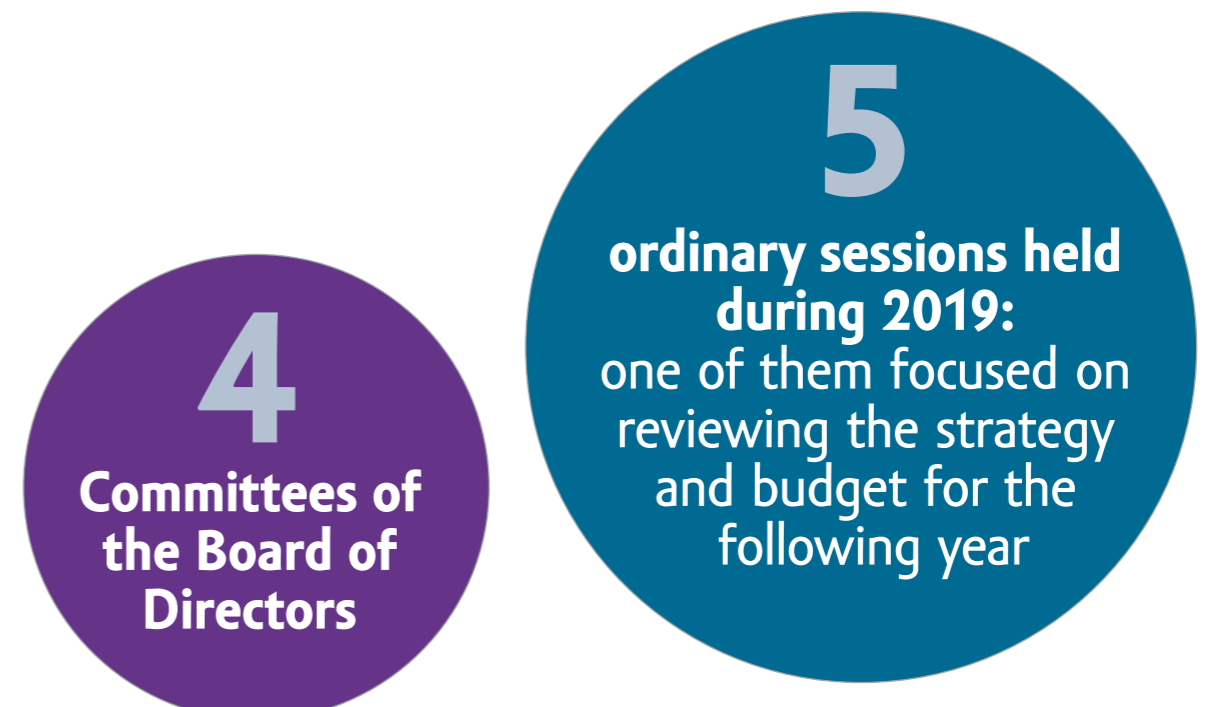 4
Committees of
the Board of
Directors
5
ordinary sessions held
during 2019:
one of them focused on
reviewing the strategy
and budget for the
following year